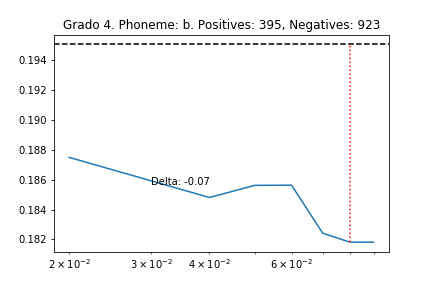 Grado 4. Phoneme: b. Positives: 395, Negatives: 923
0.194
0.192
0.190
0.188
0.186
0.184
0.182
Delta: -0.07
2 × 10⁻² 3 × 10⁻² 4 × 10⁻² 6 × 10⁻²